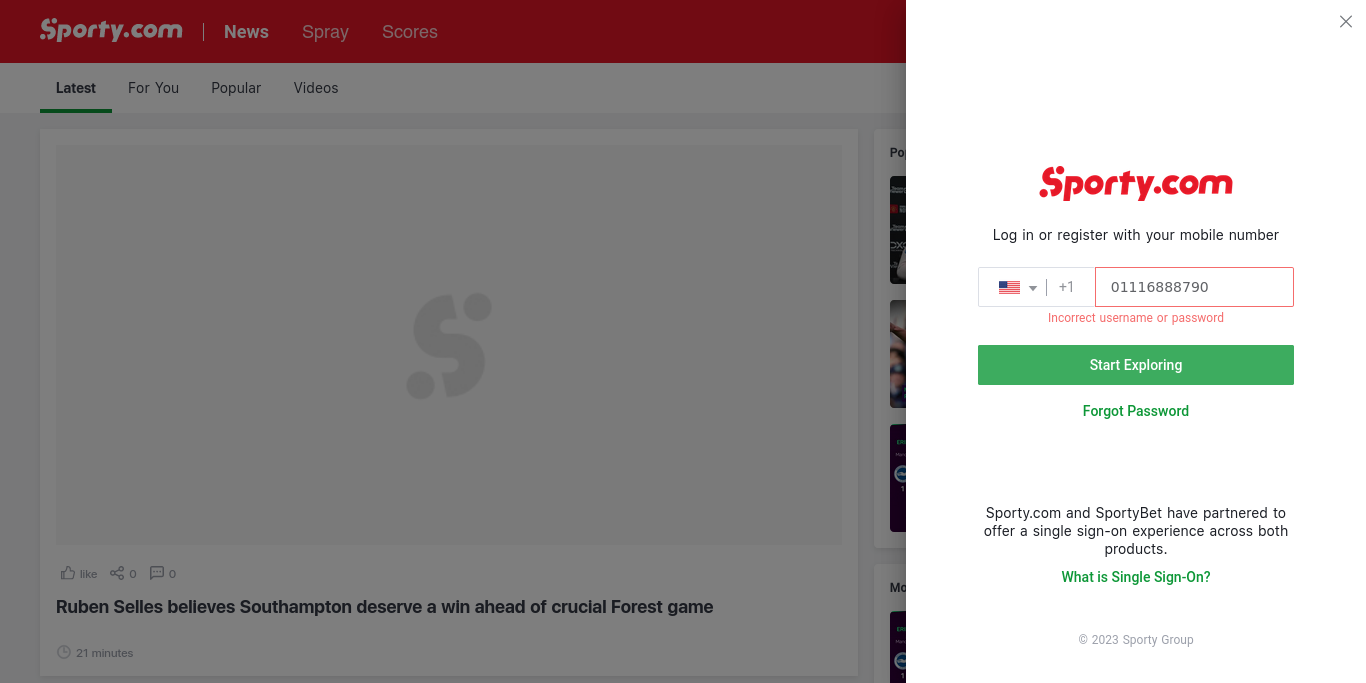 Sporty.com
News
Spray
Scores
Latest
For You
Popular
Videos
like
0
0
Ruben Selles believes Southampton deserve a win ahead of crucial Forest game
21 minutes
Sporty.com
Log in or register with your mobile number
+1
01116888790
Incorrect username or password
Start Exploring
Forgot Password
Sporty.com and SportyBet have partnered to
offer a single sign-on experience across both
products.
What is Single Sign-On?
© 2023 Sporty Group